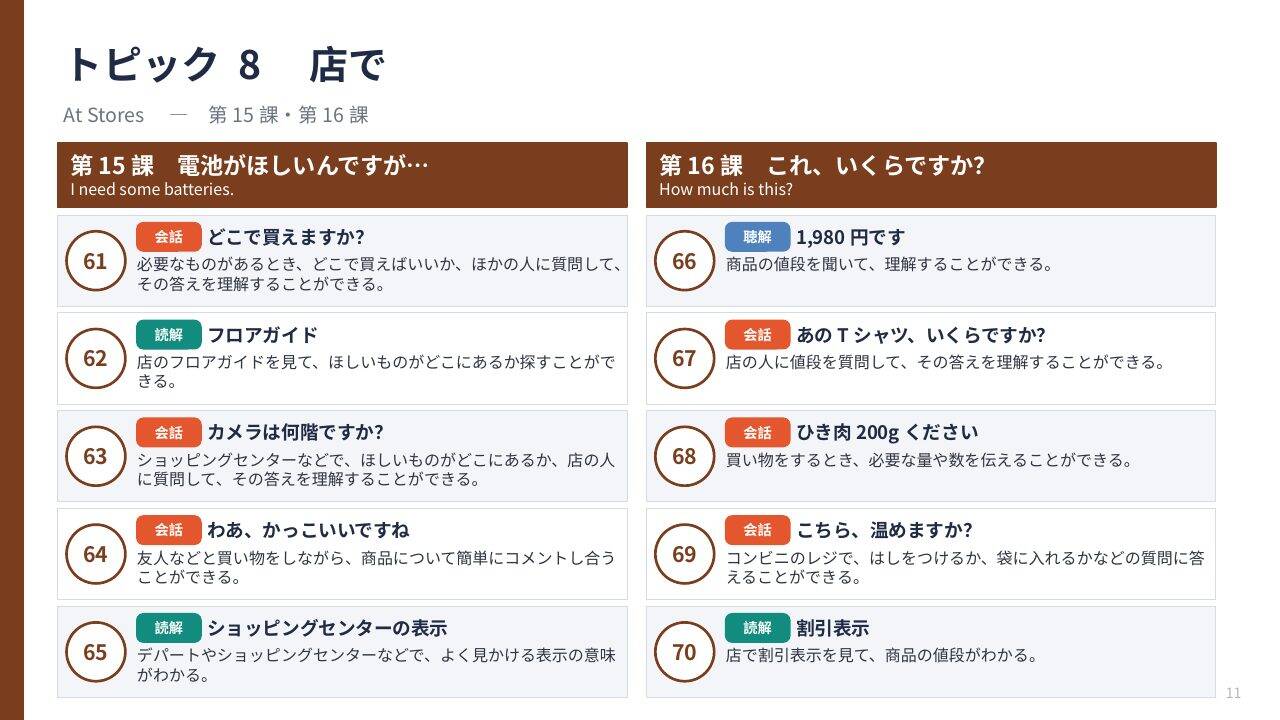 トピック 8　店で
At Stores　―　第 15 課・第 16 課
第 15 課　電池がほしいんですが…
I need some batteries.
61
会話 どこで買えますか?
必要なものがあるとき、どこで買えばいいか、ほかの人に質問して、
その答えを理解することができる。
62
読解 フロアガイド
店のフロアガイドを見て、ほしいものがどこにあるか探すことがで
きる。
63
会話 カメラは何階ですか?
ショッピングセンターなどで、ほしいものがどこにあるか、店の人
に質問して、その答えを理解することができる。
64
会話 わあ、かっこいいですね
友人などと買い物をしながら、商品について簡単にコメントし合う
ことができる。
65
読解 ショッピングセンターの表示
デパートやショッピングセンターなどで、よく見かける表示の意味
がわかる。
第 16 課　これ、いくらですか?
How much is this?
66
聴解 1,980 円です
商品の値段を聞いて、理解することができる。
67
会話 あの T シャツ、いくらですか?
店の人に値段を質問して、その答えを理解することができる。
68
会話 ひき肉 200g ください
買い物をするとき、必要な量や数を伝えることができる。
69
会話 こちら、温めますか?
コンビニのレジで、はしをつけるか、袋に入れるかなどの質問に答
えることができる。
70
読解 割引表示
店で割引表示を見て、商品の値段がわかる。
11